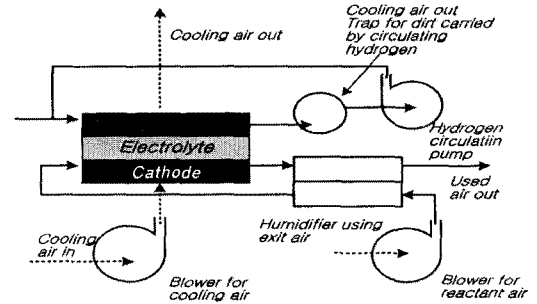 Cooling air out
Cooling air out
Trap for dirt carried
by circulating
hydrogen
Electrolyte
Cathode
Hydrogen
circulatiin
pump
Used
air out
Cooling
air in
Humidifier using
exit air
Blower for
cooling air
Blower for
reactant air